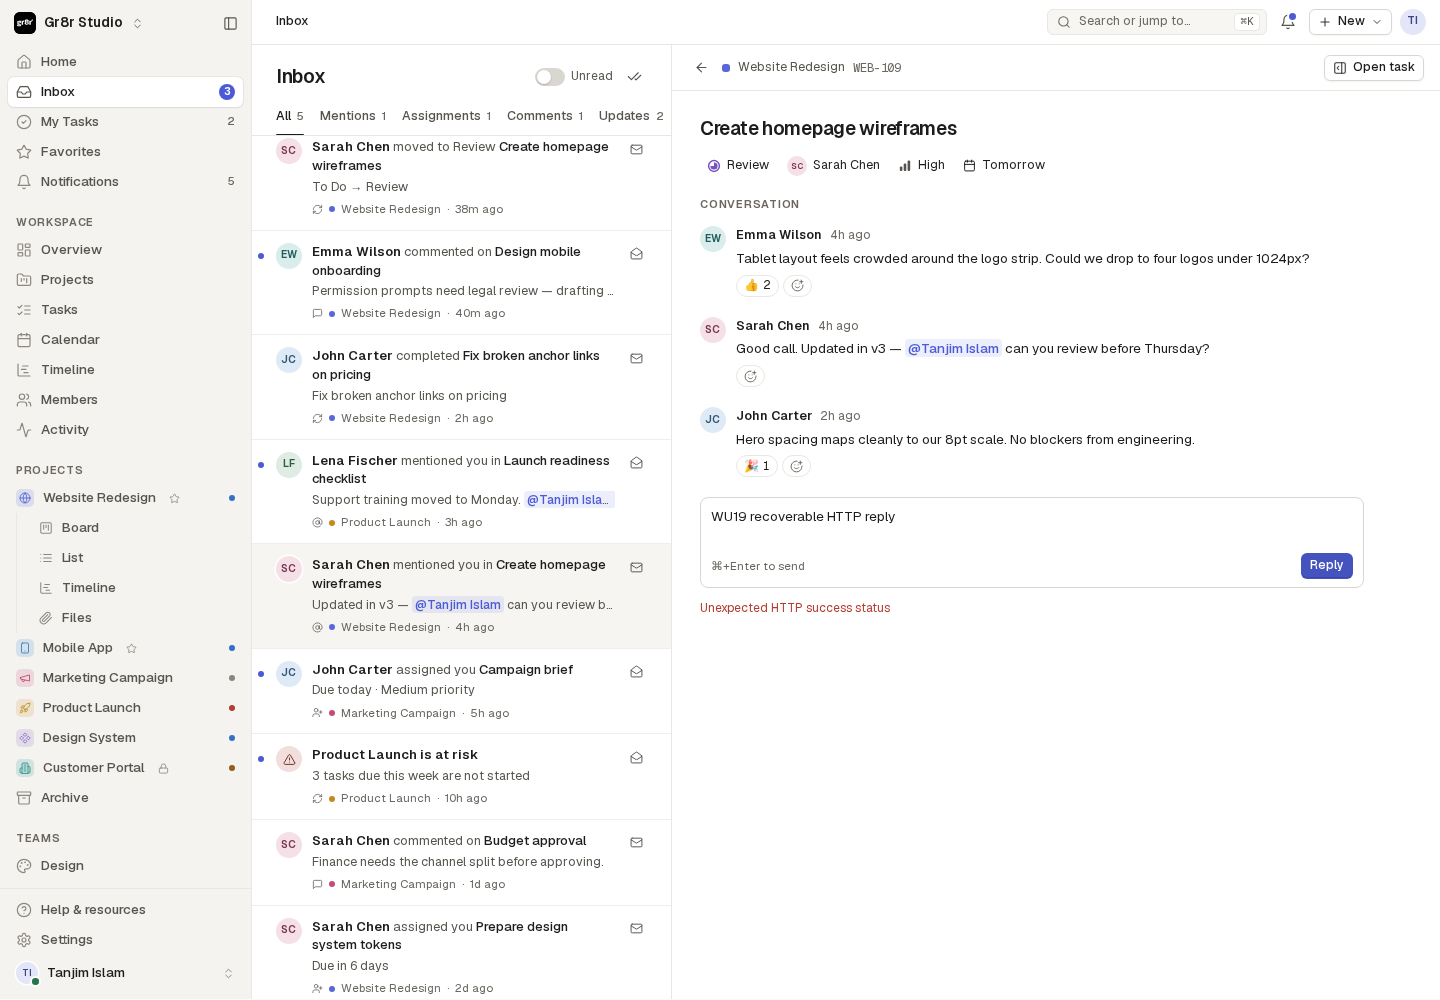 gr8r Gr8r Studio
Home
Inbox 3
My Tasks 2
Favorites
Notifications 5
WORKSPACE
Overview
Projects
Tasks
Calendar
Timeline
Members
Activity
PROJECTS
Website Redesign
Board
List
Timeline
Files
Mobile App
Marketing Campaign
Product Launch
Design System
Customer Portal
Archive
TEAMS
Design
Help & resources
Settings
TI Tanjim Islam
Inbox
Search or jump to... ⌘K
New
TI
Inbox
Unread
All 5 Mentions 1 Assignments 1 Comments 1 Updates 2
SC Sarah Chen moved to Review Create homepage
wireframes
To Do → Review
Website Redesign · 38m ago
EW Emma Wilson commented on Design mobile
onboarding
Permission prompts need legal review — drafting ...
Website Redesign · 40m ago
JC John Carter completed Fix broken anchor links
on pricing
Fix broken anchor links on pricing
Website Redesign · 2h ago
LF Lena Fischer mentioned you in Launch readiness
checklist
Support training moved to Monday. @Tanjim Isla...
Product Launch · 3h ago
SC Sarah Chen mentioned you in Create homepage
wireframes
Updated in v3 — @Tanjim Islam can you review b...
Website Redesign · 4h ago
JC John Carter assigned you Campaign brief
Due today · Medium priority
Marketing Campaign · 5h ago
Product Launch is at risk
3 tasks due this week are not started
Product Launch · 10h ago
SC Sarah Chen commented on Budget approval
Finance needs the channel split before approving.
Marketing Campaign · 1d ago
SC Sarah Chen assigned you Prepare design
system tokens
Due in 6 days
Website Redesign · 2d ago
Website Redesign WEB-109
Open task
Create homepage wireframes
Review SC Sarah Chen High Tomorrow
CONVERSATION
EW Emma Wilson 4h ago
Tablet layout feels crowded around the logo strip. Could we drop to four logos under 1024px?
👍 2
SC Sarah Chen 4h ago
Good call. Updated in v3 — @Tanjim Islam can you review before Thursday?
JC John Carter 2h ago
Hero spacing maps cleanly to our 8pt scale. No blockers from engineering.
🎉 1
WU19 recoverable HTTP reply
⌘+Enter to send
Reply
Unexpected HTTP success status